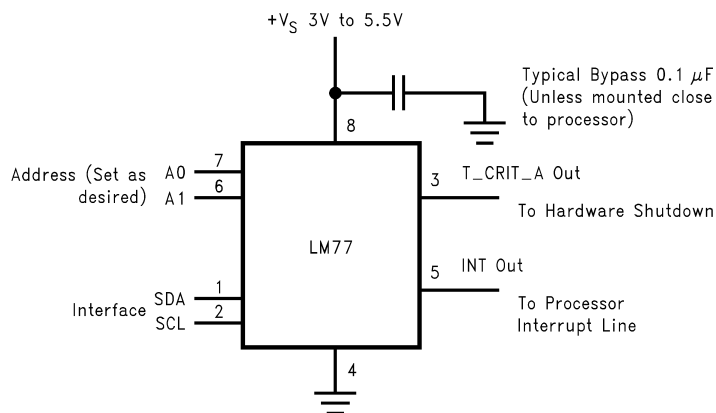 +VS 3V to 5.5V
Typical Bypass 0.1 μF
(Unless mounted close
to processor)
8
Address (Set as
desired)
A0 7
A1 6
3 T_CRIT_A Out
To Hardware Shutdown
LM77
5 INT Out
To Processor
Interrupt Line
Interface
SDA 1
SCL 2
4